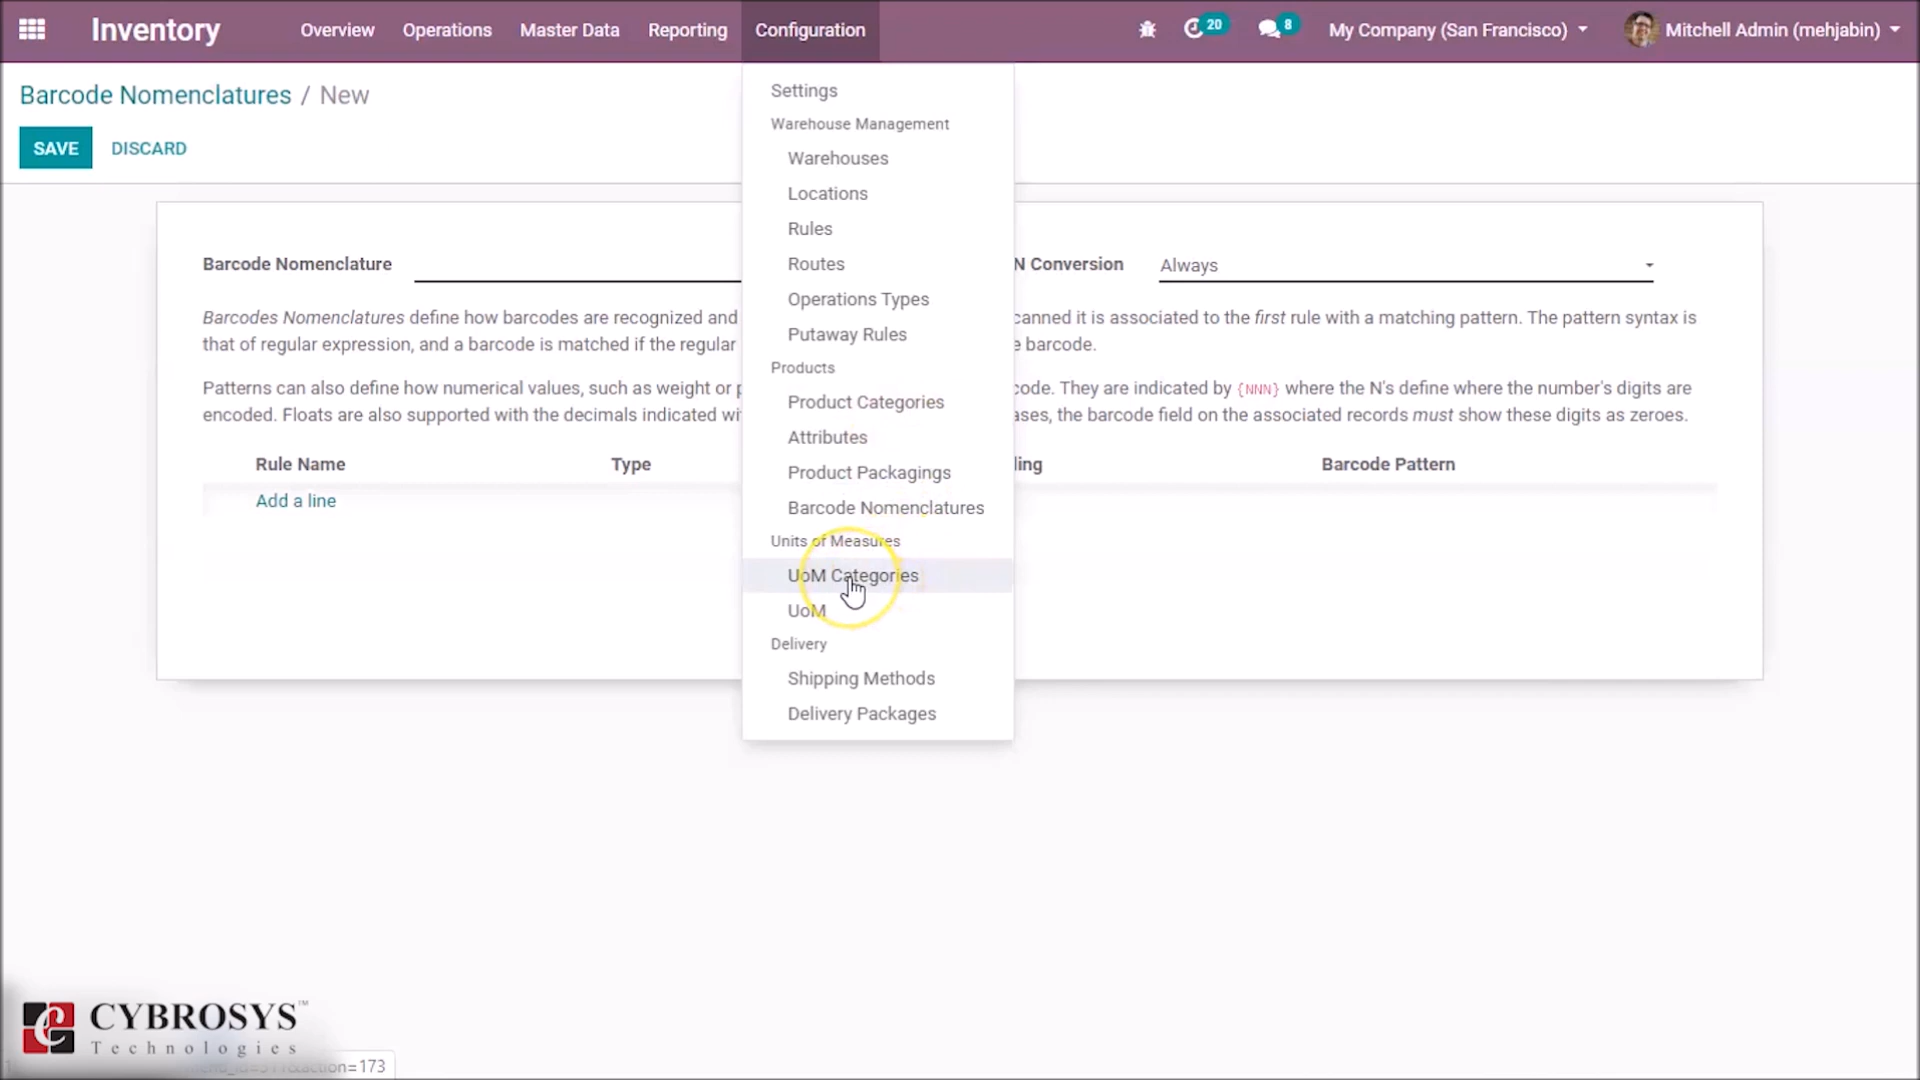 Inventory Overview Operations Master Data Reporting Configuration 20 8 My Company (San Francisco) Mitchell Admin (mehjabin)
Barcode Nomenclatures / New
SAVE DISCARD
Settings
Warehouse Management
Warehouses
Locations
Rules
Routes
Operations Types
Putaway Rules
Products
Product Categories
Attributes
Product Packagings
Barcode Nomenclatures
Units of Measures
UoM Categories
UoM
Delivery
Shipping Methods
Delivery Packages
Barcode Nomenclature N Conversion Always
Barcodes Nomenclatures define how barcodes are recognized and canned it is associated to the first rule with a matching pattern. The pattern syntax is
that of regular expression, and a barcode is matched if the regular e barcode.
Patterns can also define how numerical values, such as weight or p code. They are indicated by {NNN} where the N's define where the number's digits are
encoded. Floats are also supported with the decimals indicated wi ases, the barcode field on the associated records must show these digits as zeroes.
Rule Name Type ding Barcode Pattern
Add a line
CYBROSYS™
Technologies
action=173